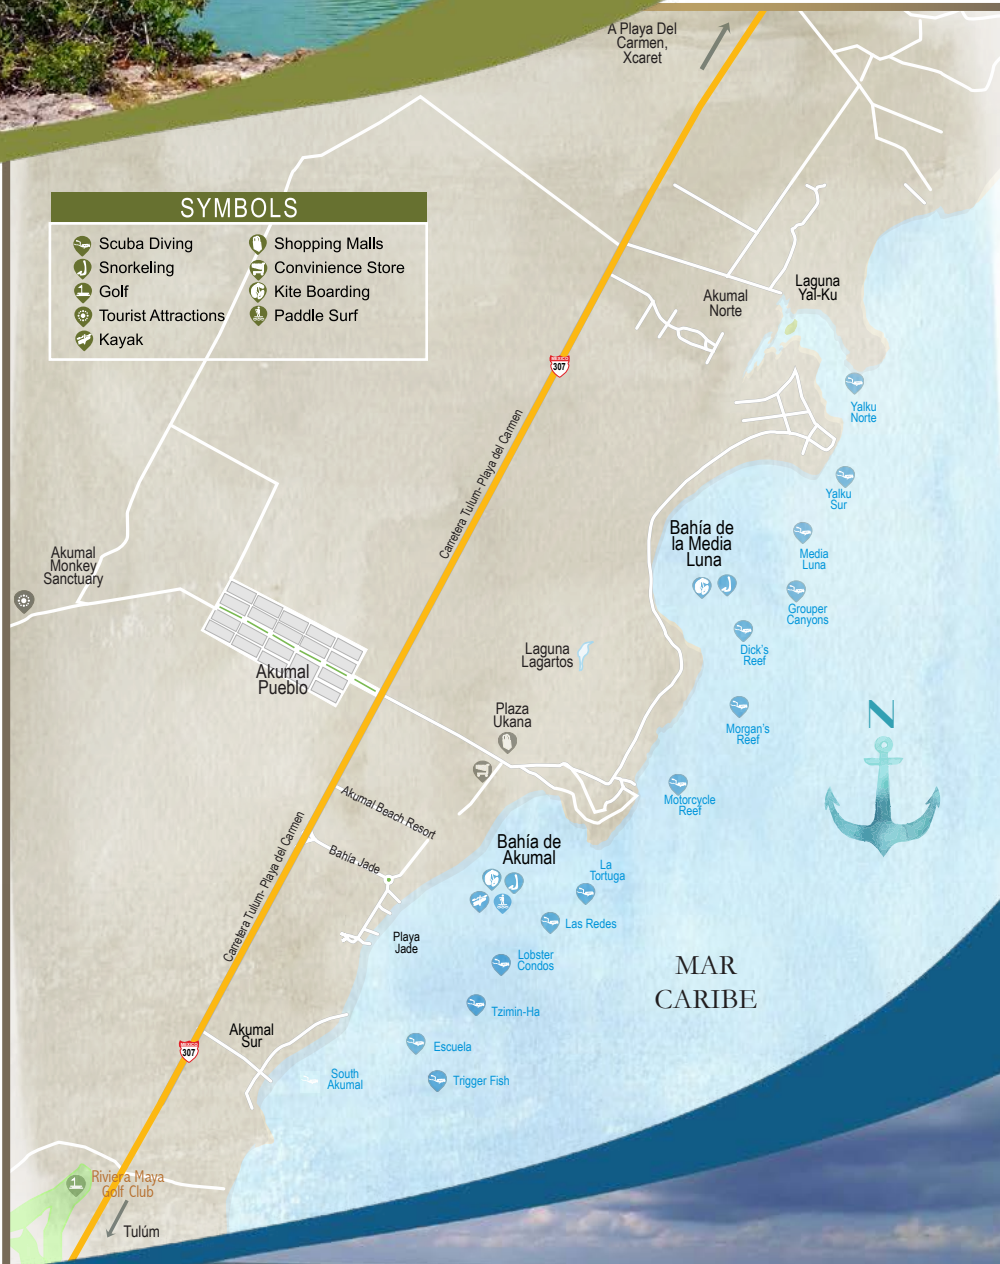 A Playa Del
Carmen,
Xcaret
SYMBOLS
Scuba Diving
Snorkeling
Golf
Tourist Attractions
Kayak
Shopping Malls
Convinience Store
Kite Boarding
Paddle Surf
Laguna
Yal-Ku
Akumal
Norte
MEXICO
307
Yalku
Norte
Carretera Tulum- Playa del Carmen
Yalku
Sur
Bahía de
la Media
Luna
Media
Luna
Akumal
Monkey
Sanctuary
Grouper
Canyons
Dick's
Reef
Laguna
Lagartos
Akumal
Pueblo
Plaza
Ukana
Morgan's
Reef
N
Motorcycle
Reef
Akumal Beach Resort
Bahía Jade
Bahía de
Akumal
La
Tortuga
Carretera Tulum- Playa del Carmen
Las Redes
Playa
Jade
Lobster
Condos
MAR
CARIBE
Tzimin-Ha
Akumal
Sur
MEXICO
307
Escuela
South
Akumal
Trigger Fish
Riviera Maya
Golf Club
Tulúm